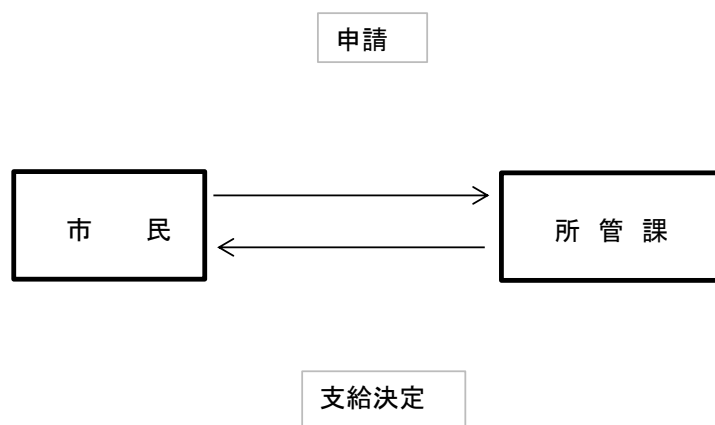 申請
市　　民
所 管 課
支給決定